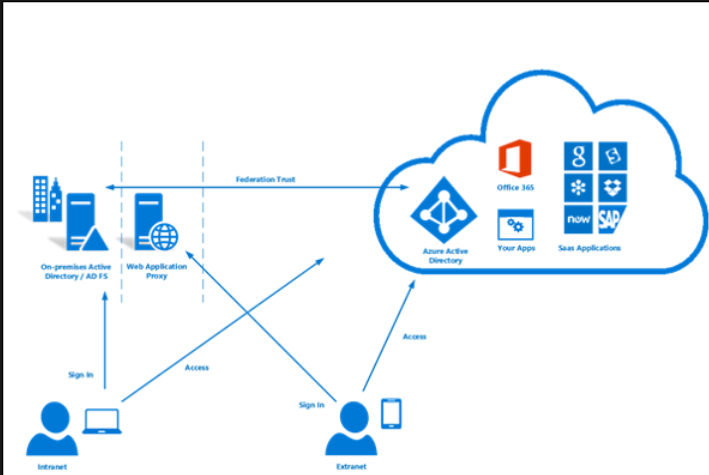 Federation Trust
Office 365
On-premises Active
Directory / AD FS
Web Application
Proxy
Azure Active
Directory
Your Apps
Saas Applications
g
now
SAP
Sign In
Access
Sign In
Access
Intranet
Extranet